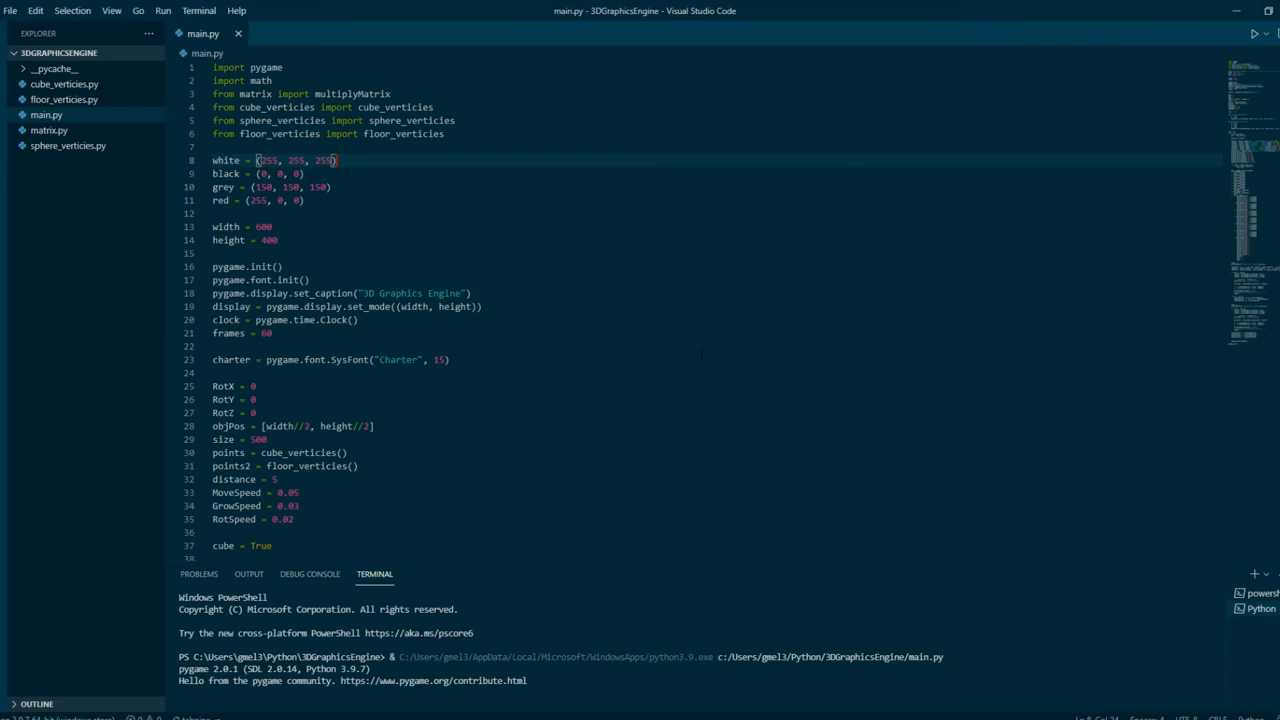 File Edit Selection View Go Run Terminal Help
main.py - 3DGraphicsEngine - Visual Studio Code
EXPLORER
3DGRAPHICSENGINE
__pycache__
cube_verticies.py
floor_verticies.py
main.py
matrix.py
sphere_verticies.py
OUTLINE
main.py
main.py
1 import pygame
2 import math
3 from matrix import multiplyMatrix
4 from cube_verticies import cube_verticies
5 from sphere_verticies import sphere_verticies
6 from floor_verticies import floor_verticies
7
8 white = (255, 255, 255)
9 black = (0, 0, 0)
10 grey = (150, 150, 150)
11 red = (255, 0, 0)
12
13 width = 600
14 height = 400
15
16 pygame.init()
17 pygame.font.init()
18 pygame.display.set_caption("3D Graphics Engine")
19 display = pygame.display.set_mode((width, height))
20 clock = pygame.time.Clock()
21 frames = 60
22
23 charter = pygame.font.SysFont("Charter", 15)
24
25 RotX = 0
26 RotY = 0
27 RotZ = 0
28 objPos = [width//2, height//2]
29 size = 500
30 points = cube_verticies()
31 points2 = floor_verticies()
32 distance = 5
33 MoveSpeed = 0.05
34 GrowSpeed = 0.03
35 RotSpeed = 0.02
36
37 cube = True
38
PROBLEMS OUTPUT DEBUG CONSOLE TERMINAL
Windows PowerShell
Copyright (C) Microsoft Corporation. All rights reserved.
Try the new cross-platform PowerShell https://aka.ms/pscore6
PS C:\Users\gmel3\Python\3DGraphicsEngine> & C:/Users/gmel3/AppData/Local/Microsoft/WindowsApps/python3.9.exe c:/Users/gmel3/Python/3DGraphicsEngine/main.py
pygame 2.0.1 (SDL 2.0.14, Python 3.9.7)
Hello from the pygame community. https://www.pygame.org/contribute.html
powersh
Python